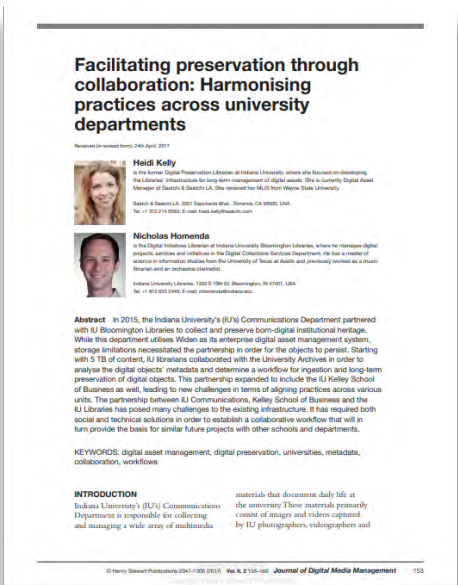 Facilitating preservation through
collaboration: Harmonising
practices across university
departments
Received (in revised form): 24th April, 2017
Heidi Kelly
is the former Digital Preservation Librarian at Indiana University, where she focused on developing
the Libraries' infrastructure for long-term management of digital assets. She is currently Digital Asset
Manager at Saatchi & Saatchi LA. She received her MLIS from Wayne State University.
Saatchi & Saatchi LA, Torrance, CA USA
Tel: E-mail:
Nicholas Homenda
is the Digital Initiatives Librarian at Indiana University Bloomington Libraries, where he manages digital
projects, services and initiatives in the Digital Collections Services Department. He has a master of
science in information studies from the University of Texas at Austin and previously worked as a music
librarian and an orchestral clarinetist.
Indiana University Libraries, Bloomington, IN 47401, USA
Tel: E-mail:
Abstract In 2015, the Indiana University's (IU's) Communications Department partnered
with IU Bloomington Libraries to collect and preserve born-digital institutional heritage.
While this department utilises Widen as its enterprise digital asset management system,
storage limitations necessitated the partnership in order for the objects to persist. Starting
with 5 TB of content, IU librarians collaborated with the University Archives in order to
analyse the digital objects' metadata and determine a workflow for ingestion and long-term
preservation of digital objects. This partnership expanded to include the IU Kelley School
of Business as well, leading to new challenges in terms of aligning practices across various
units. The partnership between IU Communications, Kelley School of Business and the
IU Libraries has posed many challenges to the existing infrastructure. It has required both
social and technical solutions in order to establish a collaborative workflow that will in
turn provide the basis for similar future projects with other schools and departments.
KEYWORDS: digital asset management, digital preservation, universities, metadata,
collaboration, workflows
INTRODUCTION
Indiana University's (IU's) Communications
Department is responsible for collecting
and managing a wide array of multimedia
materials that document daily life at
the university. These materials primarily
consist of images and videos captured
by IU photographers, videographers and
© Henry Stewart Publications 2047-1300 (2017) Vol. 6, 2 153–160 Journal of Digital Media Management 153